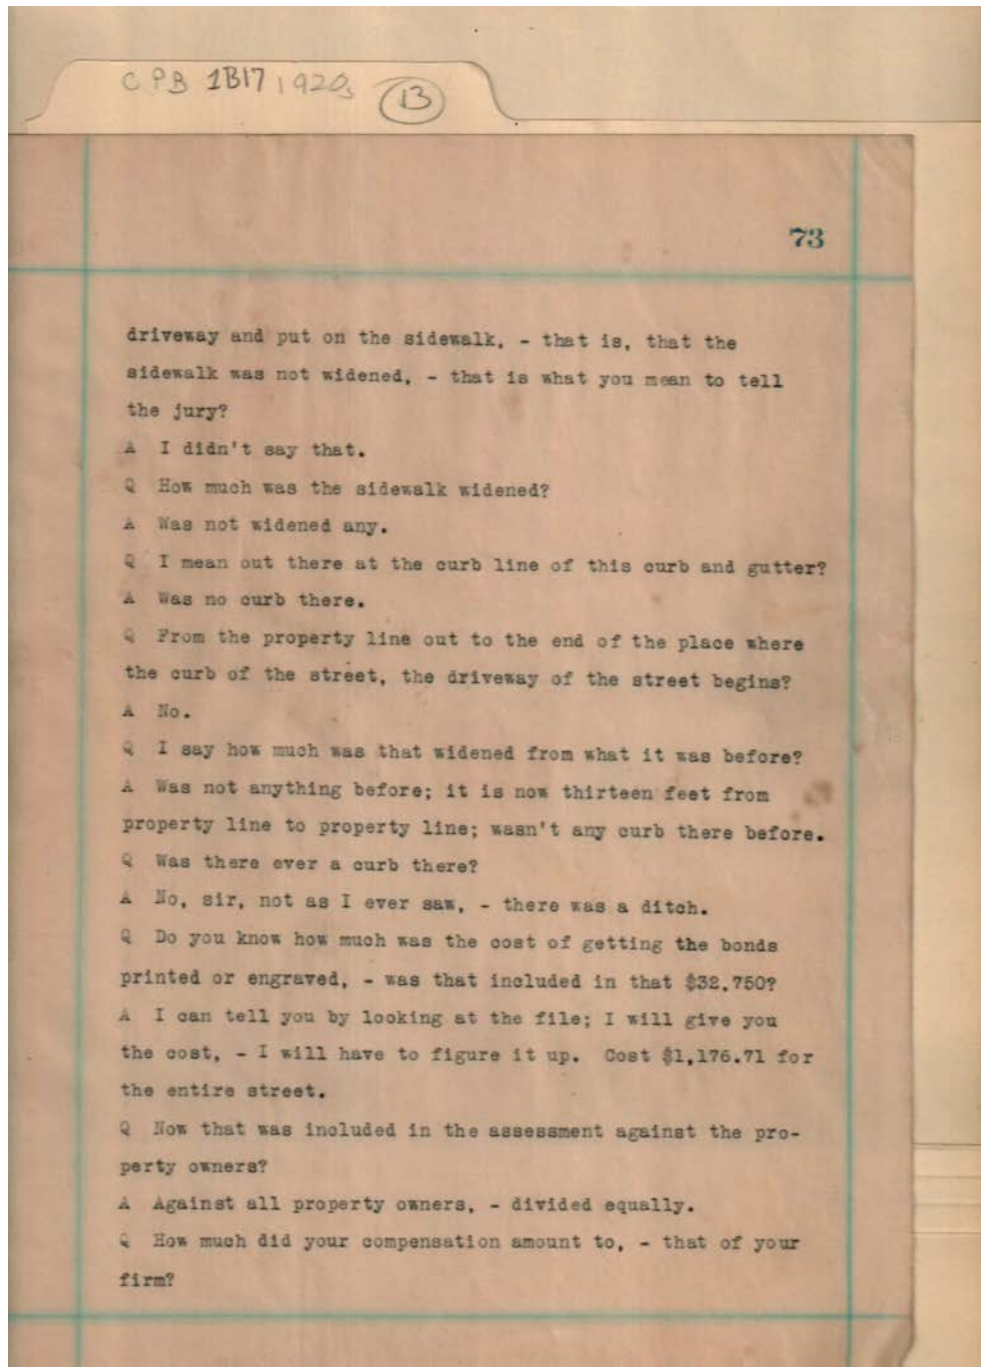 CPB 1B17 1920s 13
73
driveway and put on the sidewalk, - that is, that the
sidewalk was not widened, - that is what you mean to tell
the jury?
A I didn't say that.
Q How much was the sidewalk widened?
A Was not widened any.
Q I mean out there at the curb line of this curb and gutter?
A Was no curb there.
Q From the property line out to the end of the place where
the curb of the street, the driveway of the street begins?
A No.
Q I say how much was that widened from what it was before?
A Was not anything before; it is now thirteen feet from
property line to property line; wasn't any curb there before.
Q Was there ever a curb there?
A No, sir, not as I ever saw, - there was a ditch.
Q Do you know how much was the cost of getting the bonds
printed or engraved, - was that included in that $32,750?
A I can tell you by looking at the file; I will give you
the cost, - I will have to figure it up. Cost $1,176.71 for
the entire street.
Q Now that was included in the assessment against the pro-
perty owners?
A Against all property owners, - divided equally.
Q How much did your compensation amount to, - that of your
firm?